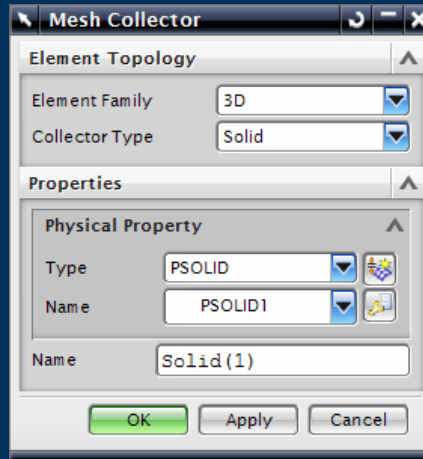 Mesh Collector
Element Topology
Element Family 3D
Collector Type Solid
Properties
Physical Property
Type PSOLID
Name PSOLID1
Name Solid(1)
OK Apply Cancel